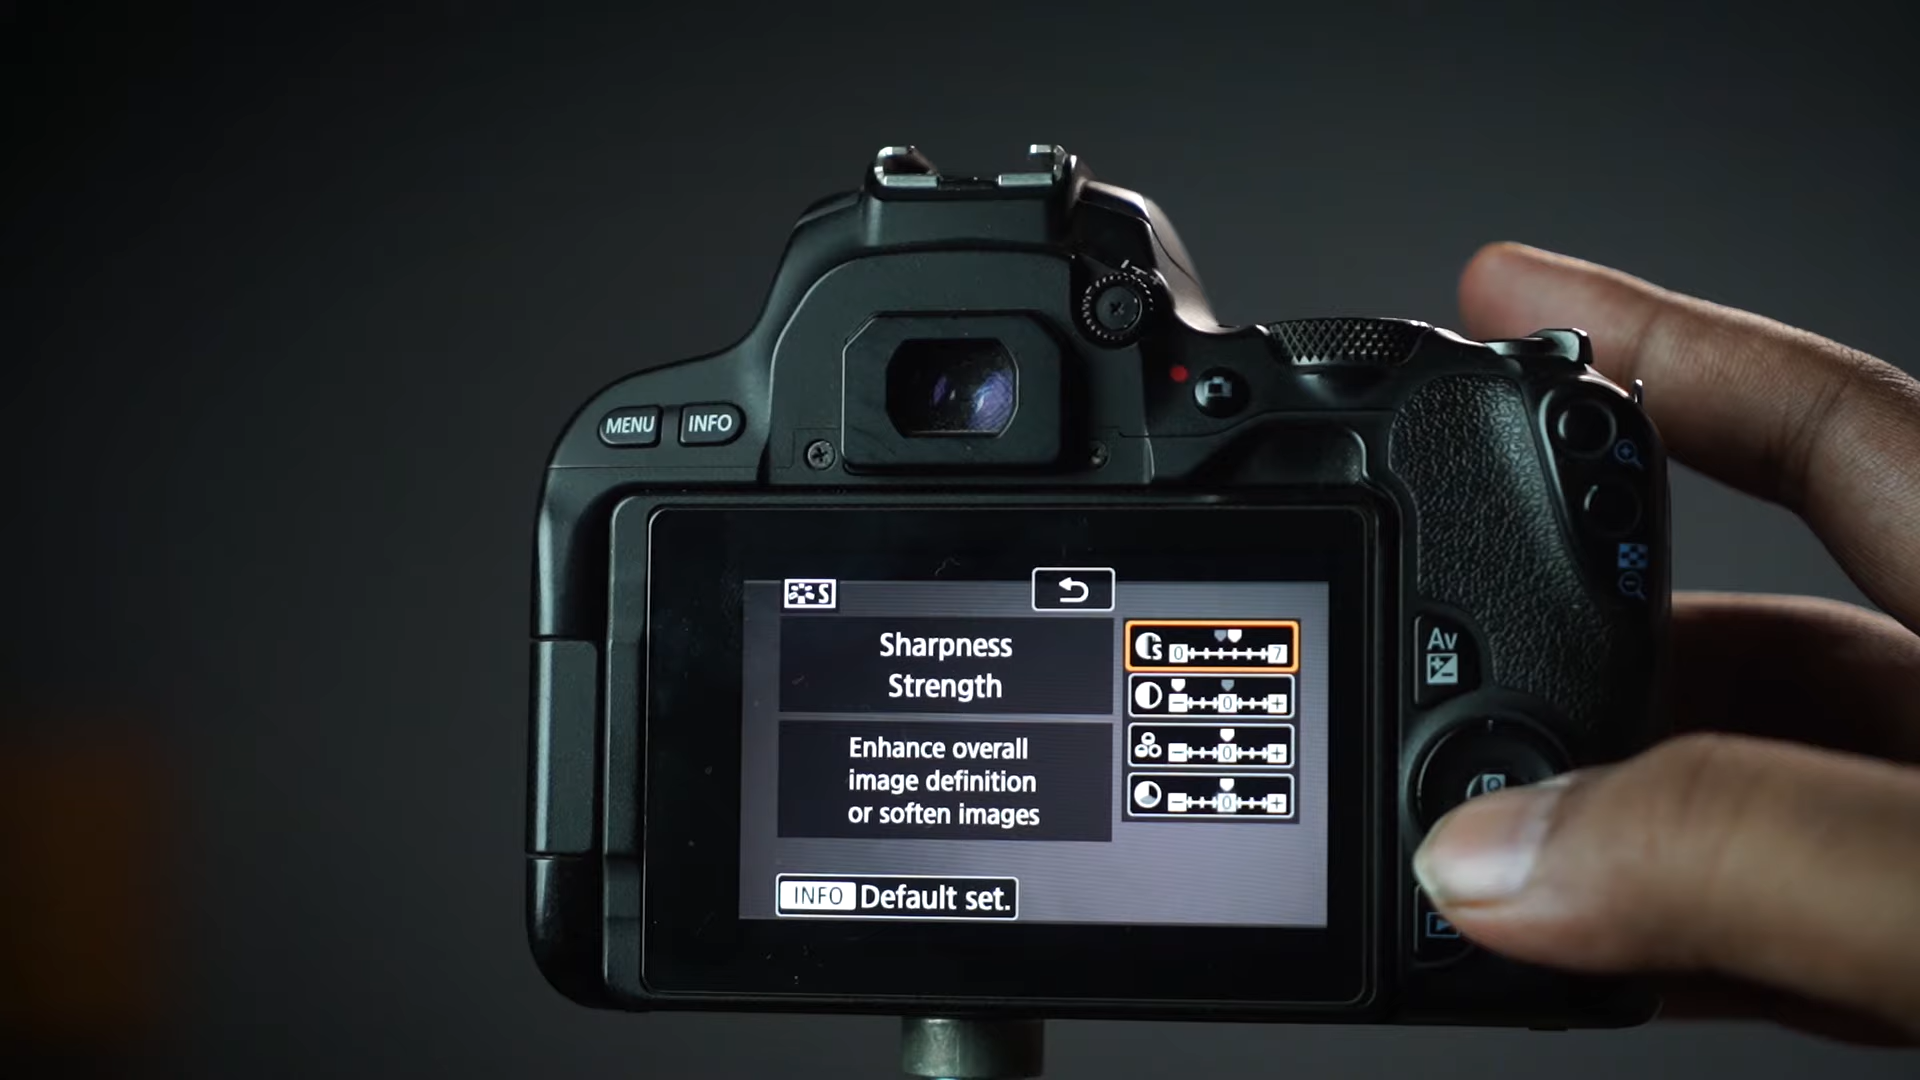 MENU INFO
S
Sharpness
Strength
S 0 7
− 0 +
− 0 +
− 0 +
Enhance overall
image definition
or soften images
INFO Default set.
Av